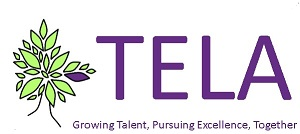 TELA
Growing Talent, Pursuing Excellence, Together